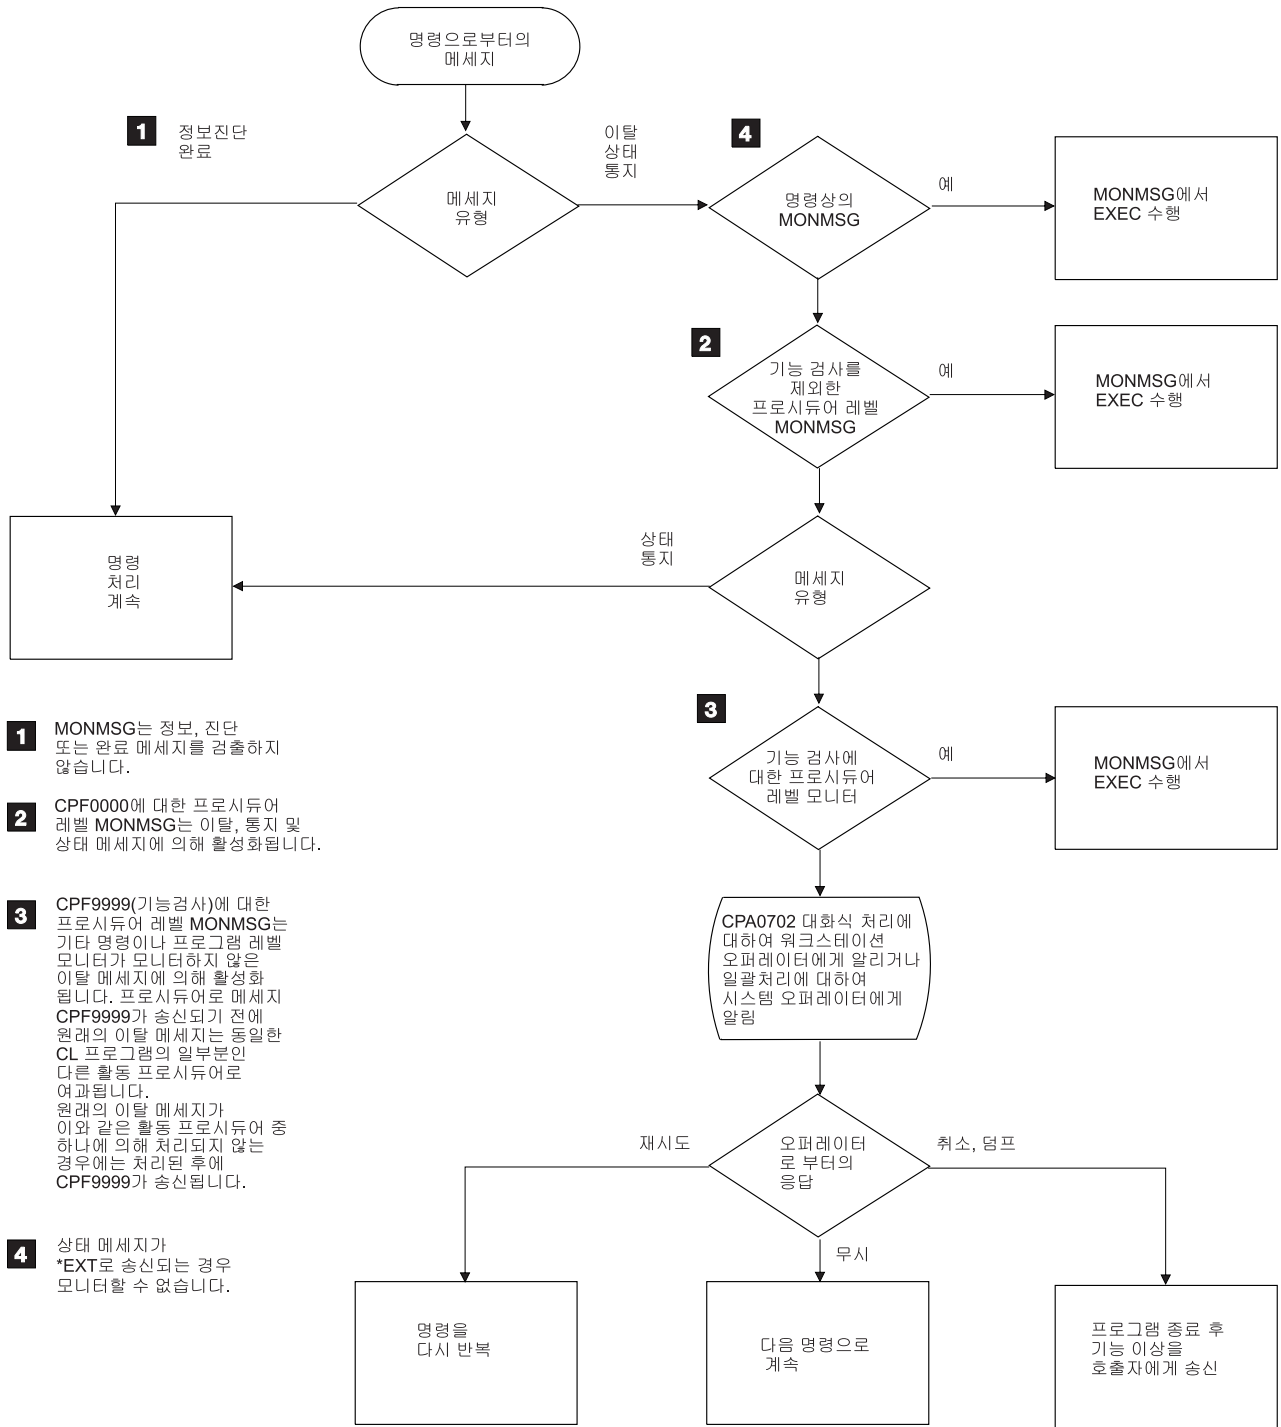 명령으로부터의
메세지
1
정보진단
완료
메세지
유형
이탈
상태
통지
4
명령상의
MONMSG
예
MONMSG에서
EXEC 수행
2
기능 검사를
제외한
프로시듀어 레벨
MONMSG
예
MONMSG에서
EXEC 수행
명령
처리
계속
상태
통지
메세지
유형
3
기능 검사에
대한 프로시듀어
레벨 모니터
예
MONMSG에서
EXEC 수행
1
MONMSG는 정보, 진단
또는 완료 메세지를 검출하지
않습니다.
2
CPF0000에 대한 프로시듀어
레벨 MONMSG는 이탈, 통지 및
상태 메세지에 의해 활성화됩니다.
3
CPF9999(기능검사)에 대한
프로시듀어 레벨 MONMSG는
기타 명령이나 프로그램 레벨
모니터가 모니터하지 않은
이탈 메세지에 의해 활성화
됩니다. 프로시듀어로 메세지
CPF9999가 송신되기 전에
원래의 이탈 메세지는 동일한
CL 프로그램의 일부분인
다른 활동 프로시듀어로
여과됩니다.
원래의 이탈 메세지가
이와 같은 활동 프로시듀어 중
하나에 의해 처리되지 않는
경우에는 처리된 후에
CPF9999가 송신됩니다.
4
상태 메세지가
*EXT로 송신되는 경우
모니터할 수 없습니다.
CPA0702 대화식 처리에
대하여 워크스테이션
오퍼레이터에게 알리거나
일괄처리에 대하여
시스템 오퍼레이터에게
알림
재시도
오퍼레이터
로 부터의
응답
취소, 덤프
무시
명령을
다시 반복
다음 명령으로
계속
프로그램 종료 후
기능 이상을
호출자에게 송신